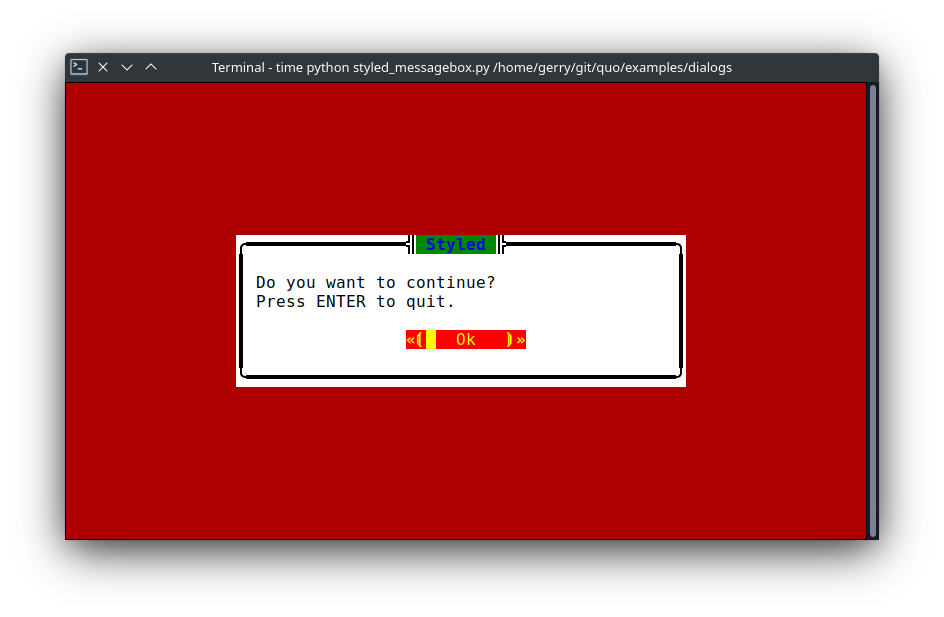 Terminal - time python styled_messagebox.py /home/gerry/git/quo/examples/dialogs
Styled
Do you want to continue?
Press ENTER to quit.
«⦗ Ok ⦘»